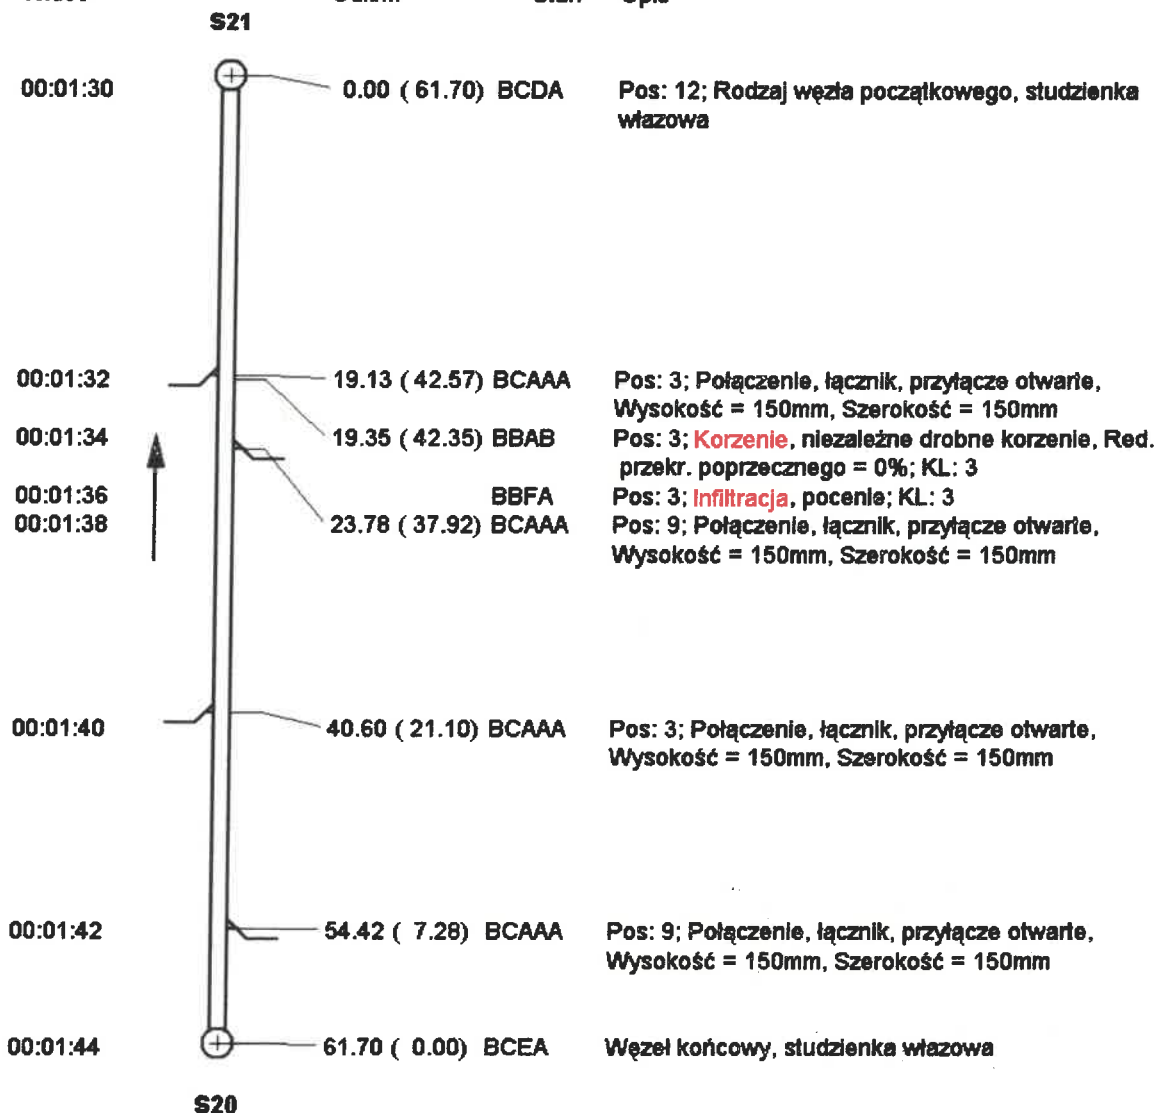 S21
00:01:30 0.00 ( 61.70) BCDA Pos: 12; Rodzaj węzła początkowego, studzienka
włazowa
00:01:32 19.13 ( 42.57) BCAAA Pos: 3; Połączenie, łącznik, przyłącze otwarte,
Wysokość = 150mm, Szerokość = 150mm
00:01:34 19.35 ( 42.35) BBAB Pos: 3; Korzenie, niezależne drobne korzenie, Red.
przekr. poprzecznego = 0%; KL: 3
00:01:36 BBFA Pos: 3; Infiltracja, pocenie; KL: 3
00:01:38 23.78 ( 37.92) BCAAA Pos: 9; Połączenie, łącznik, przyłącze otwarte,
Wysokość = 150mm, Szerokość = 150mm
00:01:40 40.60 ( 21.10) BCAAA Pos: 3; Połączenie, łącznik, przyłącze otwarte,
Wysokość = 150mm, Szerokość = 150mm
00:01:42 54.42 ( 7.28) BCAAA Pos: 9; Połączenie, łącznik, przyłącze otwarte,
Wysokość = 150mm, Szerokość = 150mm
00:01:44 61.70 ( 0.00) BCEA Węzeł końcowy, studzienka włazowa
S20